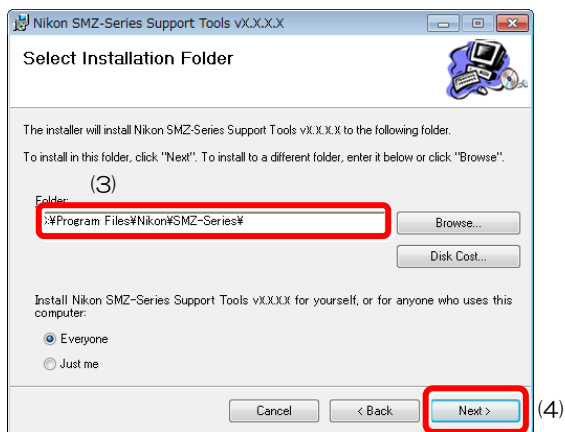 Nikon SMZ-Series Support Tools vX.X.X.X
Select Installation Folder
The installer will install Nikon SMZ-Series Support Tools vX.X.X.X to the following folder.
To install in this folder, click "Next". To install to a different folder, enter it below or click "Browse".
(3)
Folder:
:¥Program Files¥Nikon¥SMZ-Series¥
Browse...
Disk Cost...
Install Nikon SMZ-Series Support Tools vX.X.X.X for yourself, or for anyone who uses this
computer:
Everyone
Just me
Cancel
< Back
Next >
(4)